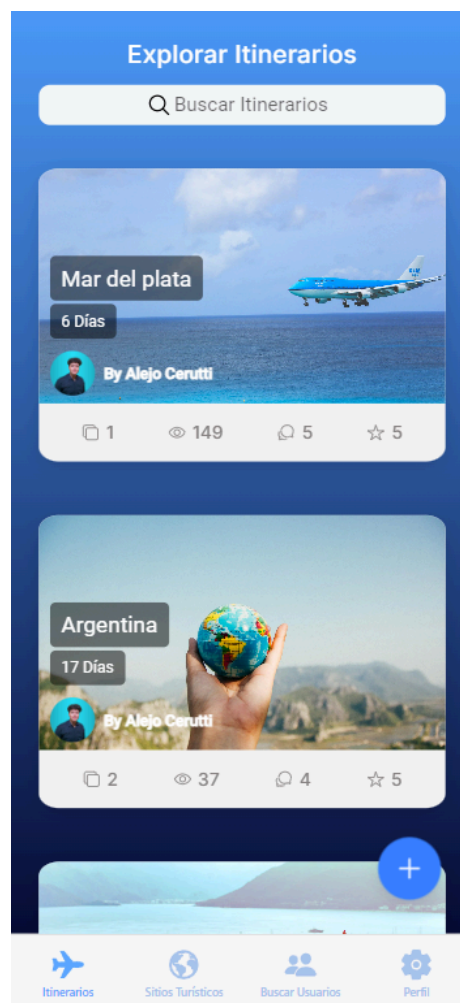 Explorar Itinerarios
Buscar Itinerarios
Mar del plata
6 Días
By Alejo Cerutti
1 149 5 5
Argentina
17 Días
By Alejo Cerutti
2 37 4 5
+
Itinerarios Sitios Turísticos Buscar Usuarios Perfil